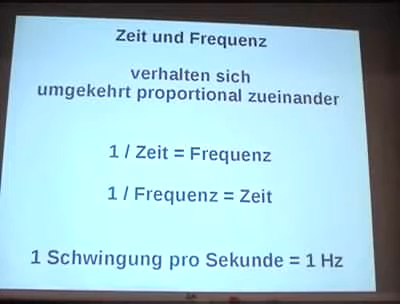 Zeit und Frequenz
verhalten sich
umgekehrt proportional zueinander
1 / Zeit = Frequenz
1 / Frequenz = Zeit
1 Schwingung pro Sekunde = 1 Hz